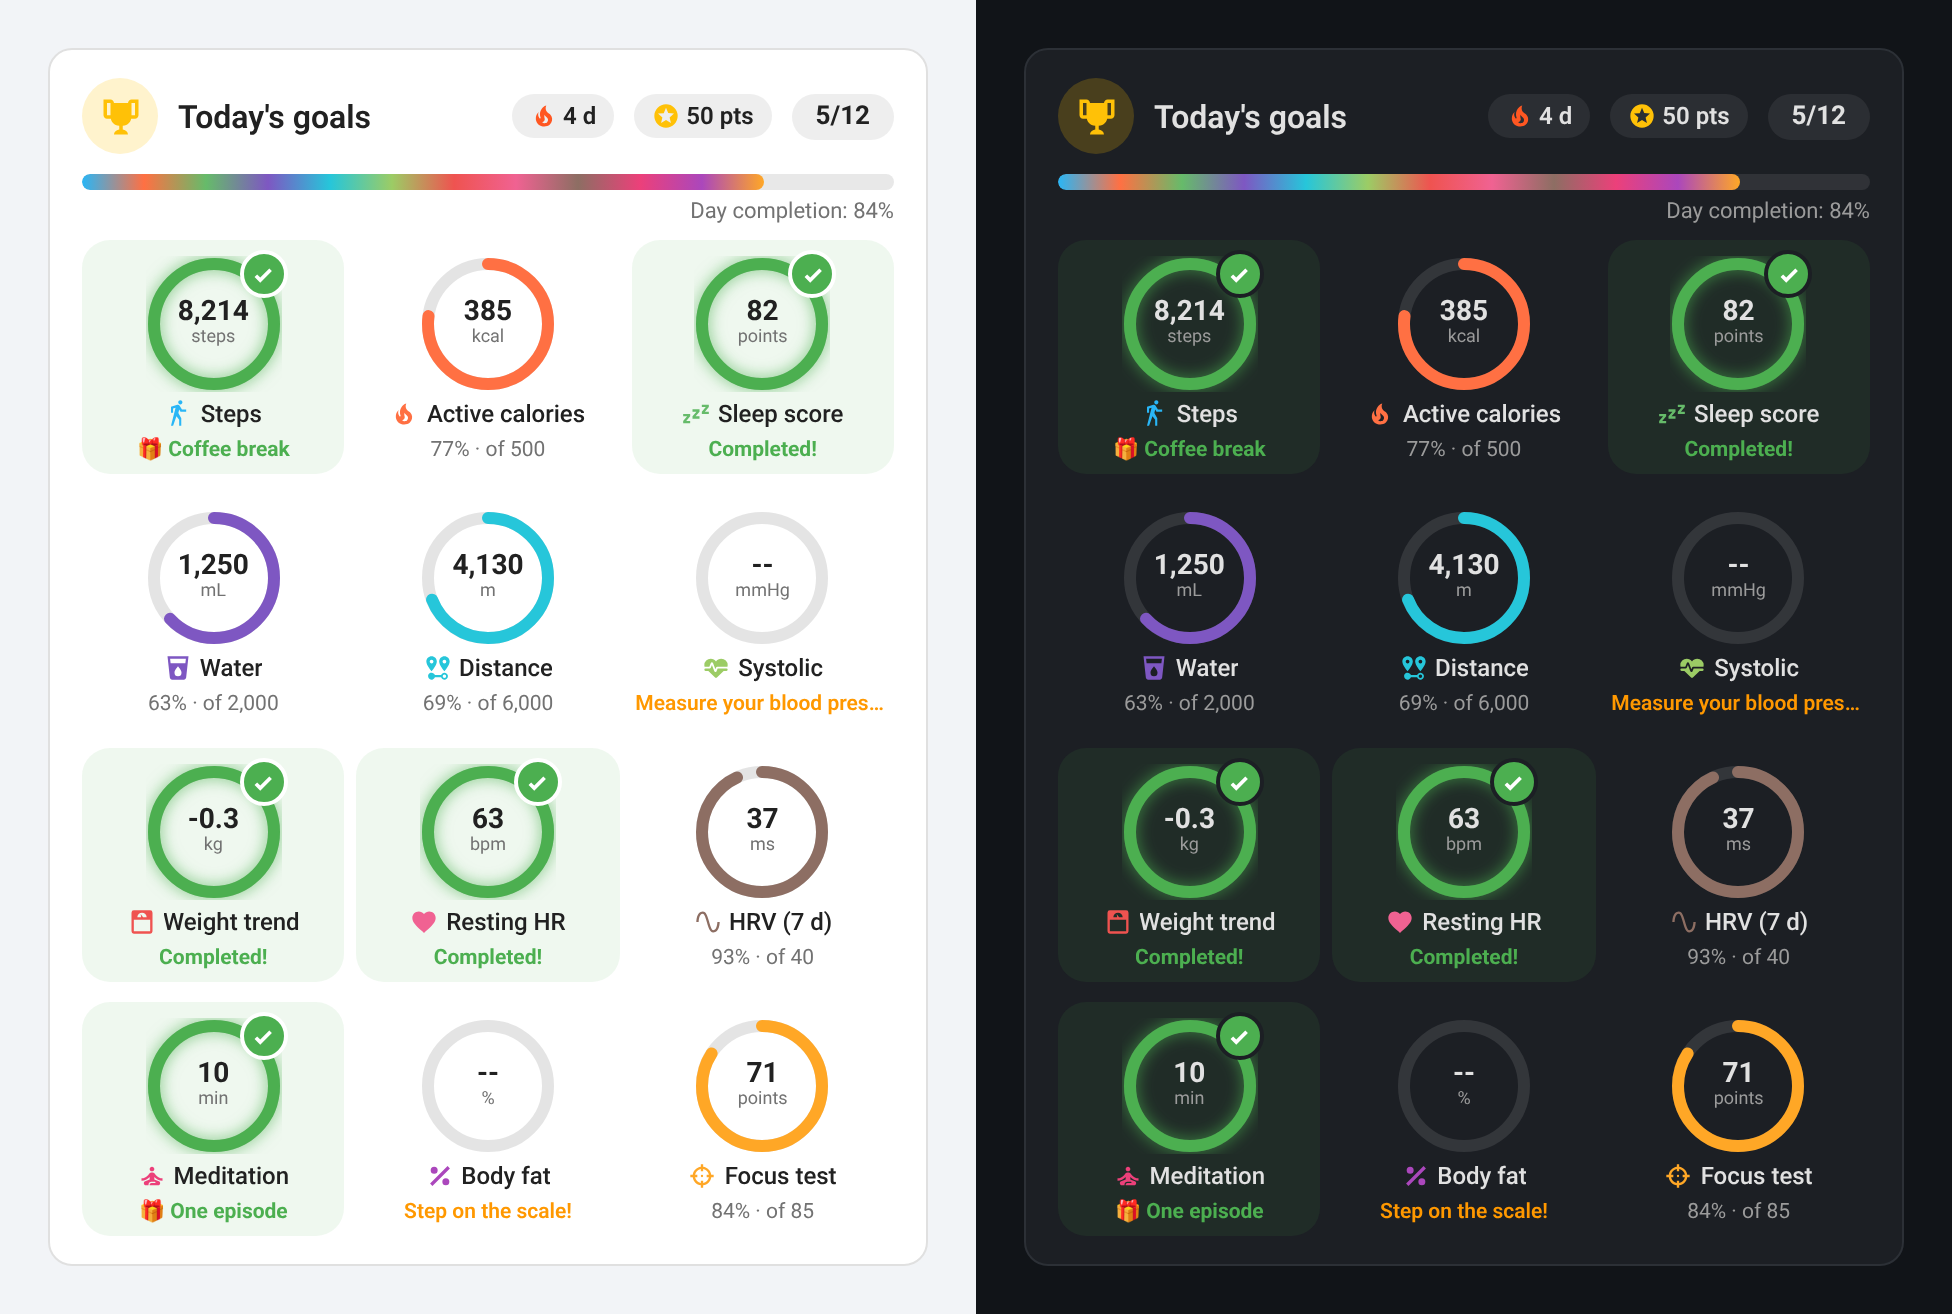 Today's goals
4 d
50 pts
5/12
Day completion: 84%
8,214
steps
Steps
Coffee break
385
kcal
Active calories
77% · of 500
82
points
zzz Sleep score
Completed!
1,250
mL
Water
63% · of 2,000
4,130
m
Distance
69% · of 6,000
--
mmHg
Systolic
Measure your blood pres...
-0.3
kg
Weight trend
Completed!
63
bpm
Resting HR
Completed!
37
ms
HRV (7 d)
93% · of 40
10
min
Meditation
One episode
--
%
Body fat
Step on the scale!
71
points
Focus test
84% · of 85
Today's goals
4 d
50 pts
5/12
Day completion: 84%
8,214
steps
Steps
Coffee break
385
kcal
Active calories
77% · of 500
82
points
zzz Sleep score
Completed!
1,250
mL
Water
63% · of 2,000
4,130
m
Distance
69% · of 6,000
--
mmHg
Systolic
Measure your blood pres...
-0.3
kg
Weight trend
Completed!
63
bpm
Resting HR
Completed!
37
ms
HRV (7 d)
93% · of 40
10
min
Meditation
One episode
--
%
Body fat
Step on the scale!
71
points
Focus test
84% · of 85